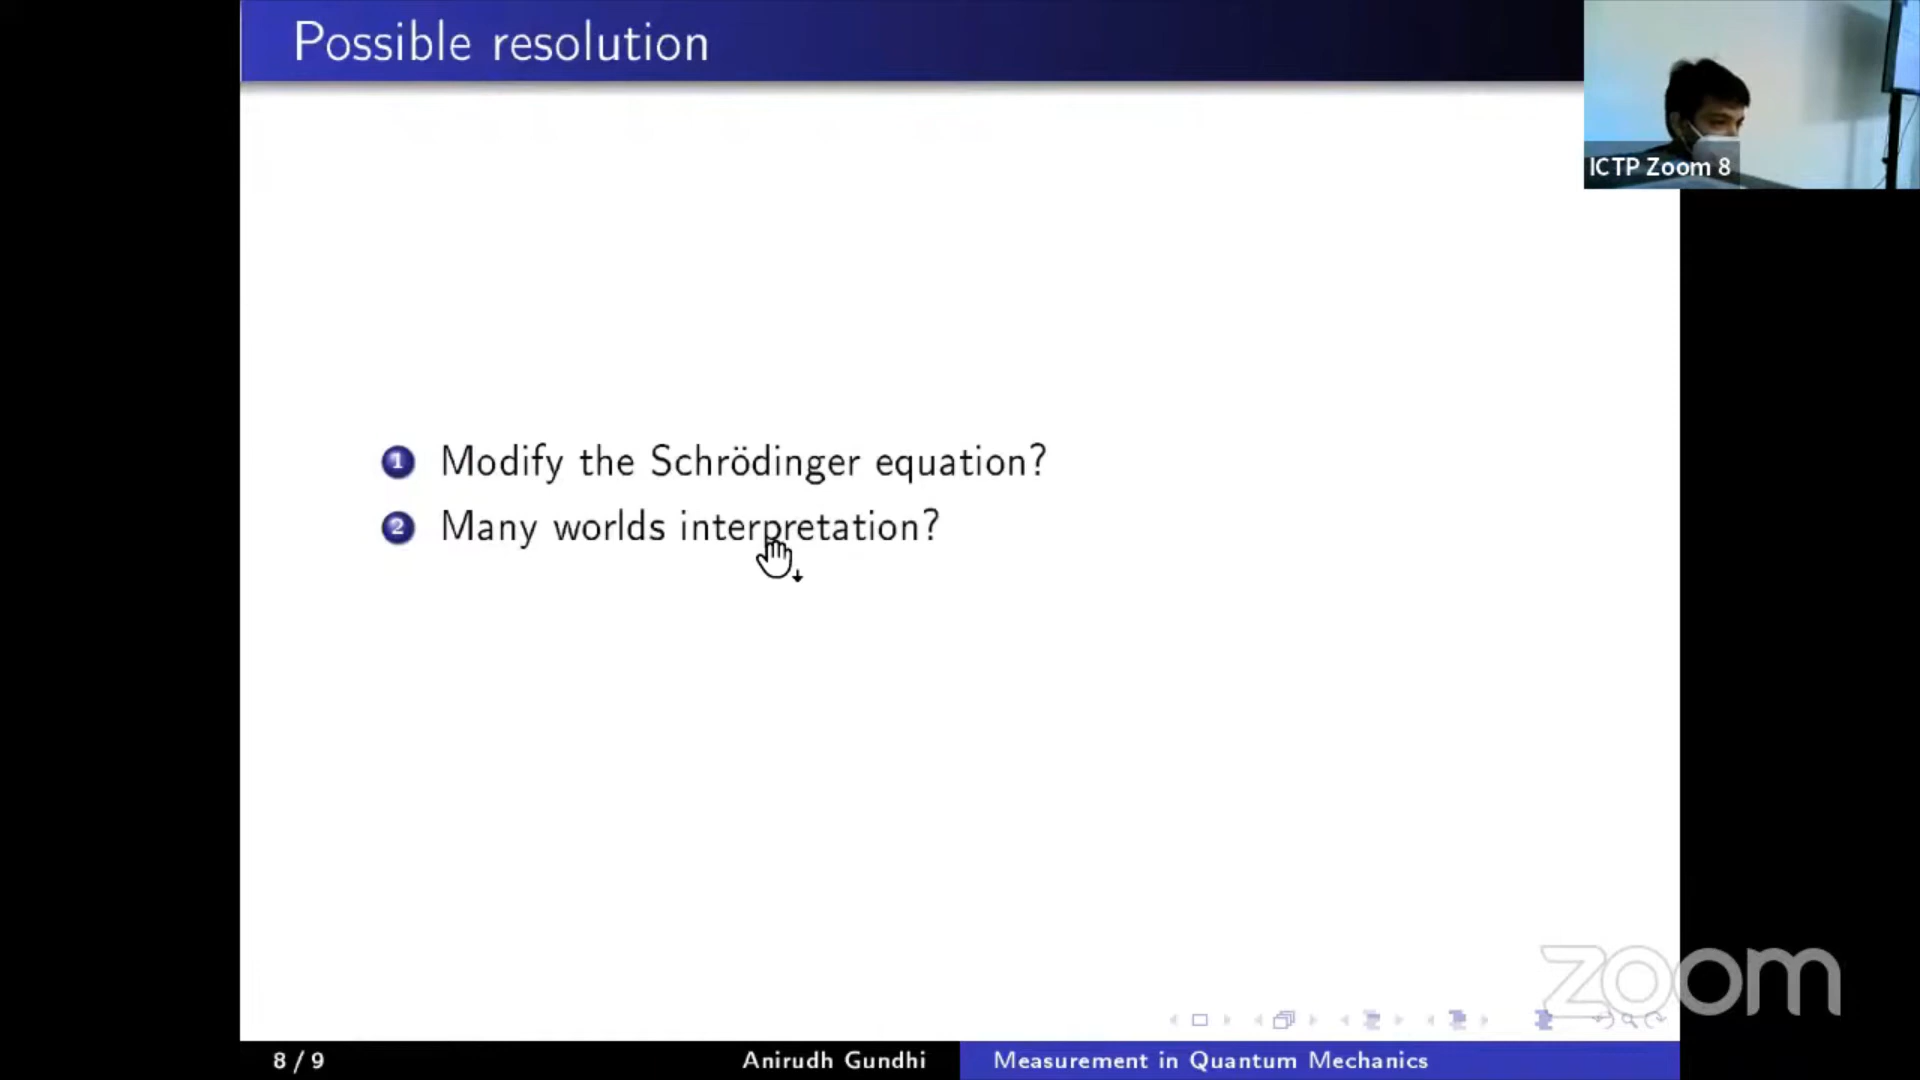 Possible resolution
ICTP Zoom 8
1 Modify the Schrödinger equation?
2 Many worlds interpretation?
zoom
8 / 9 Anirudh Gundhi Measurement in Quantum Mechanics